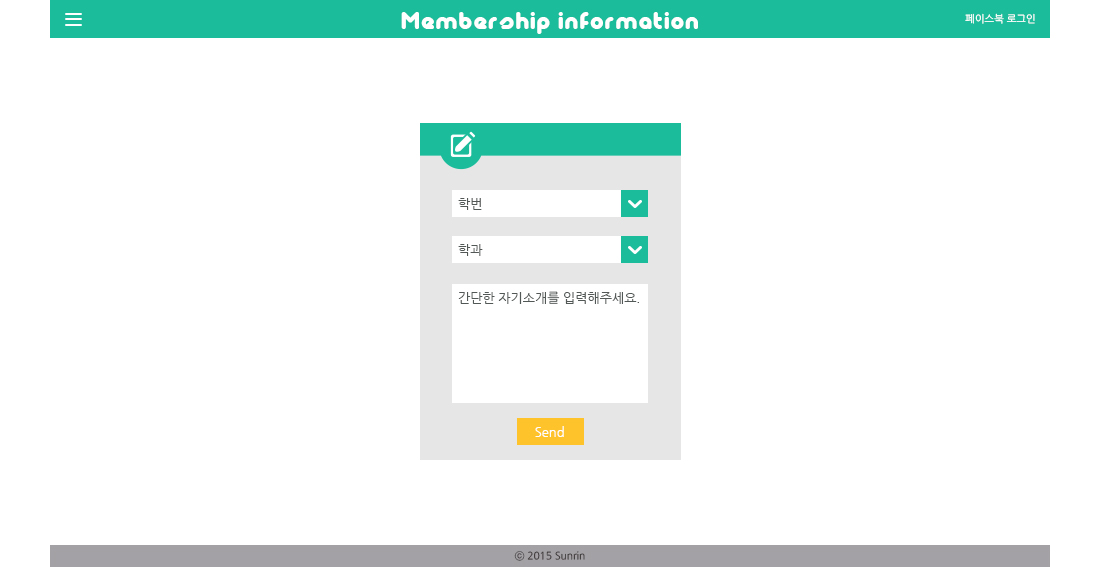 Membership information
페이스북 로그인
학번
학과
간단한 자기소개를 입력해주세요.
Send
ⓒ 2015 Sunrin